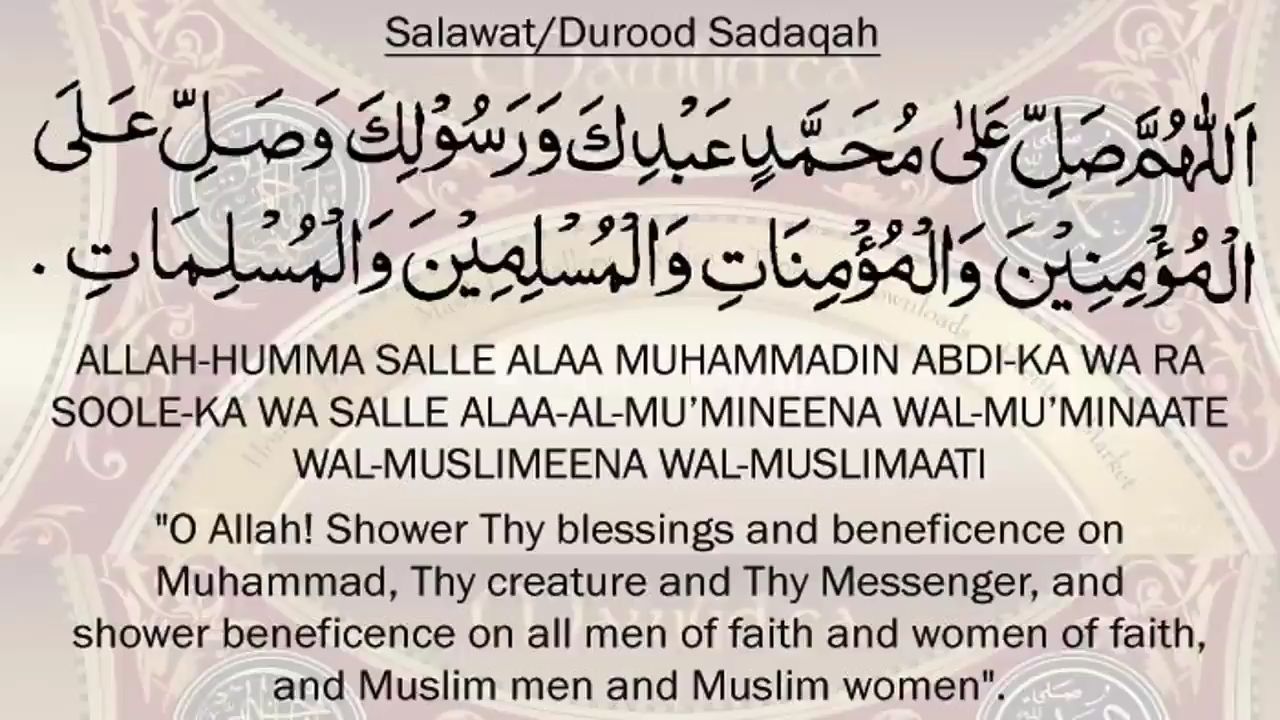 Salawat/Durood Sadaqah
اَللّٰهُمَّ صَلِّ عَلٰى مُحَمَّدٍ عَبْدِكَ وَرَسُوْلِكَ وَصَلِّ عَلَى
الْمُؤْمِنِيْنَ وَالْمُؤْمِنَاتِ وَالْمُسْلِمِيْنَ وَالْمُسْلِمَاتِ .
ALLAH-HUMMA SALLE ALAA MUHAMMADIN ABDI-KA WA RA
SOOLE-KA WA SALLE ALAA-AL-MU’MINEENA WAL-MU’MINAATE
WAL-MUSLIMEENA WAL-MUSLIMAATI
"O Allah! Shower Thy blessings and beneficence on
Muhammad, Thy creature and Thy Messenger, and
shower beneficence on all men of faith and women of faith,
and Muslim men and Muslim women".